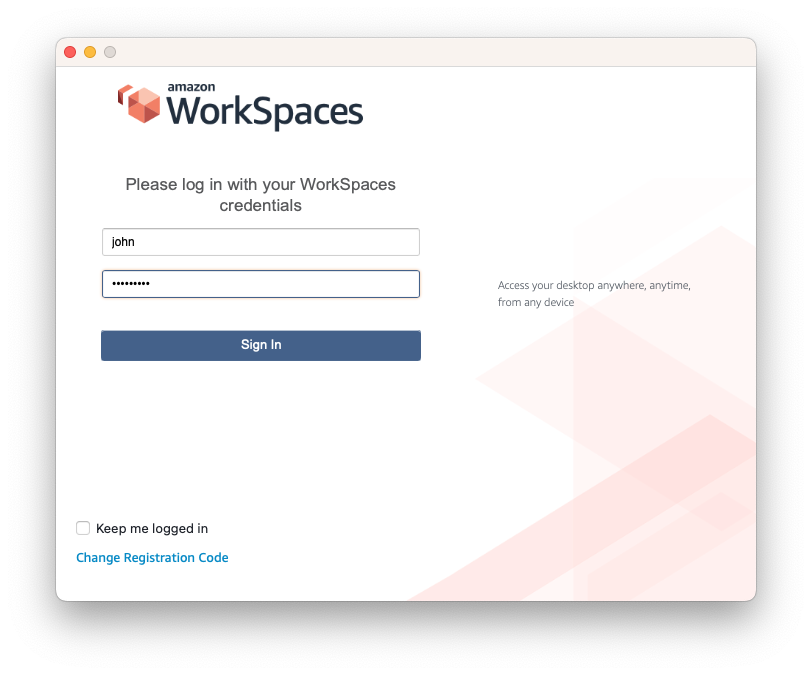 amazon
WorkSpaces
Please log in with your WorkSpaces
credentials
john
•••••••••
Sign In
Access your desktop anywhere, anytime,
from any device
Keep me logged in
Change Registration Code